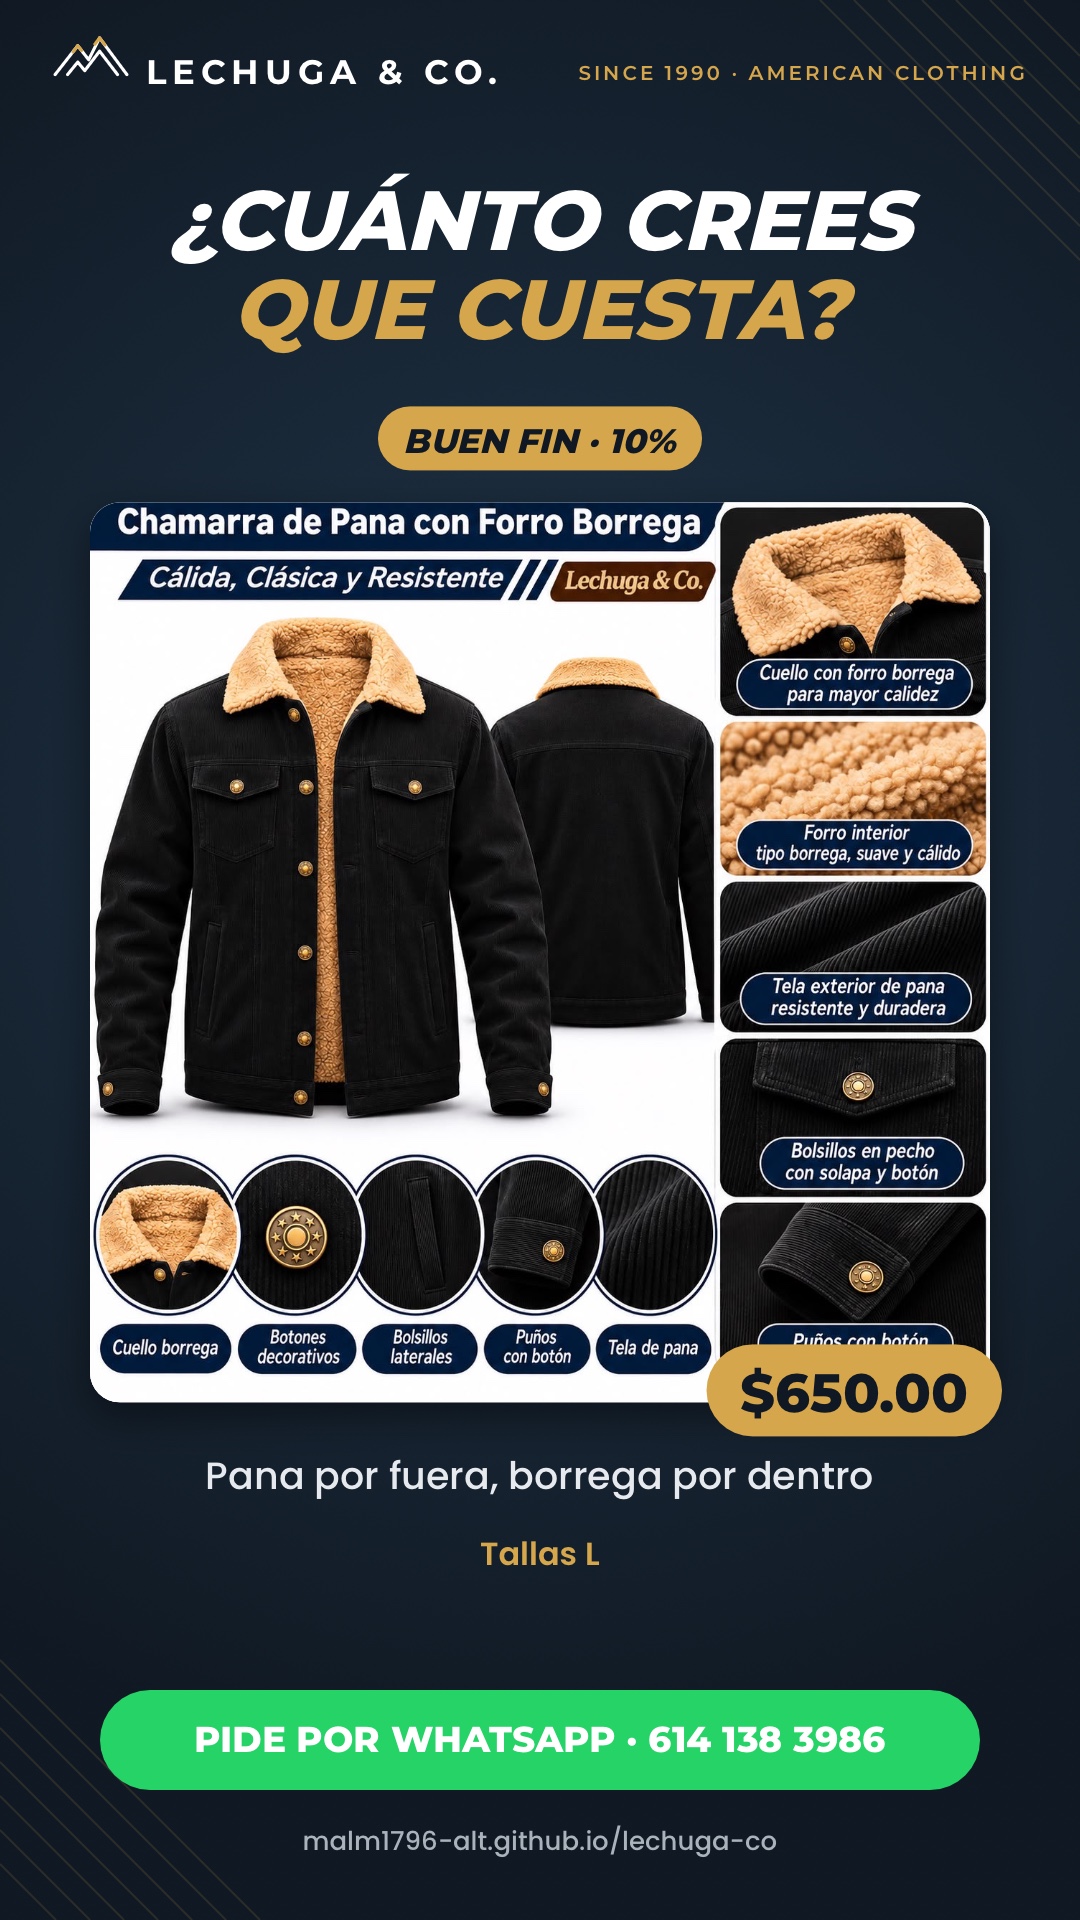 LECHUGA & CO.
SINCE 1990 · AMERICAN CLOTHING
¿CUÁNTO CREES
QUE CUESTA?
BUEN FIN · 10%
Chamarra de Pana con Forro Borrega
Cálida, Clásica y Resistente
Lechuga & Co.
Cuello con forro borrega
para mayor calidez
Forro interior
tipo borrega, suave y cálido
Tela exterior de pana
resistente y duradera
Bolsillos en pecho
con solapa y botón
Puños con botón
Cuello borrega
Botones
decorativos
Bolsillos
laterales
Puños
con botón
Tela de pana
$650.00
Pana por fuera, borrega por dentro
Tallas L
PIDE POR WHATSAPP · 614 138 3986
malm1796-alt.github.io/lechuga-co